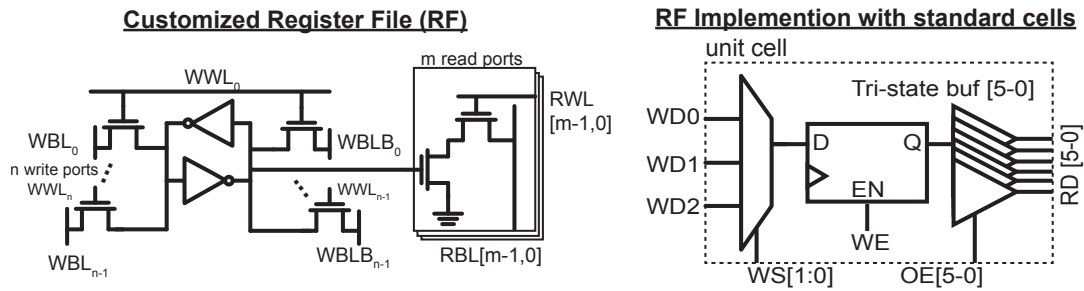 Customized Register File (RF)
m read ports
WWL0
RWL
[m-1,0]
WBL0
WBLB0
n write ports
WWLn
WWLn-1
WBLn-1
WBLBn-1
RBL[m-1,0]
RF Implemention with standard cells
unit cell
Tri-state buf [5-0]
WD0
WD1
WD2
D
Q
EN
WE
RD [5-0]
WS[1:0]
OE[5-0]